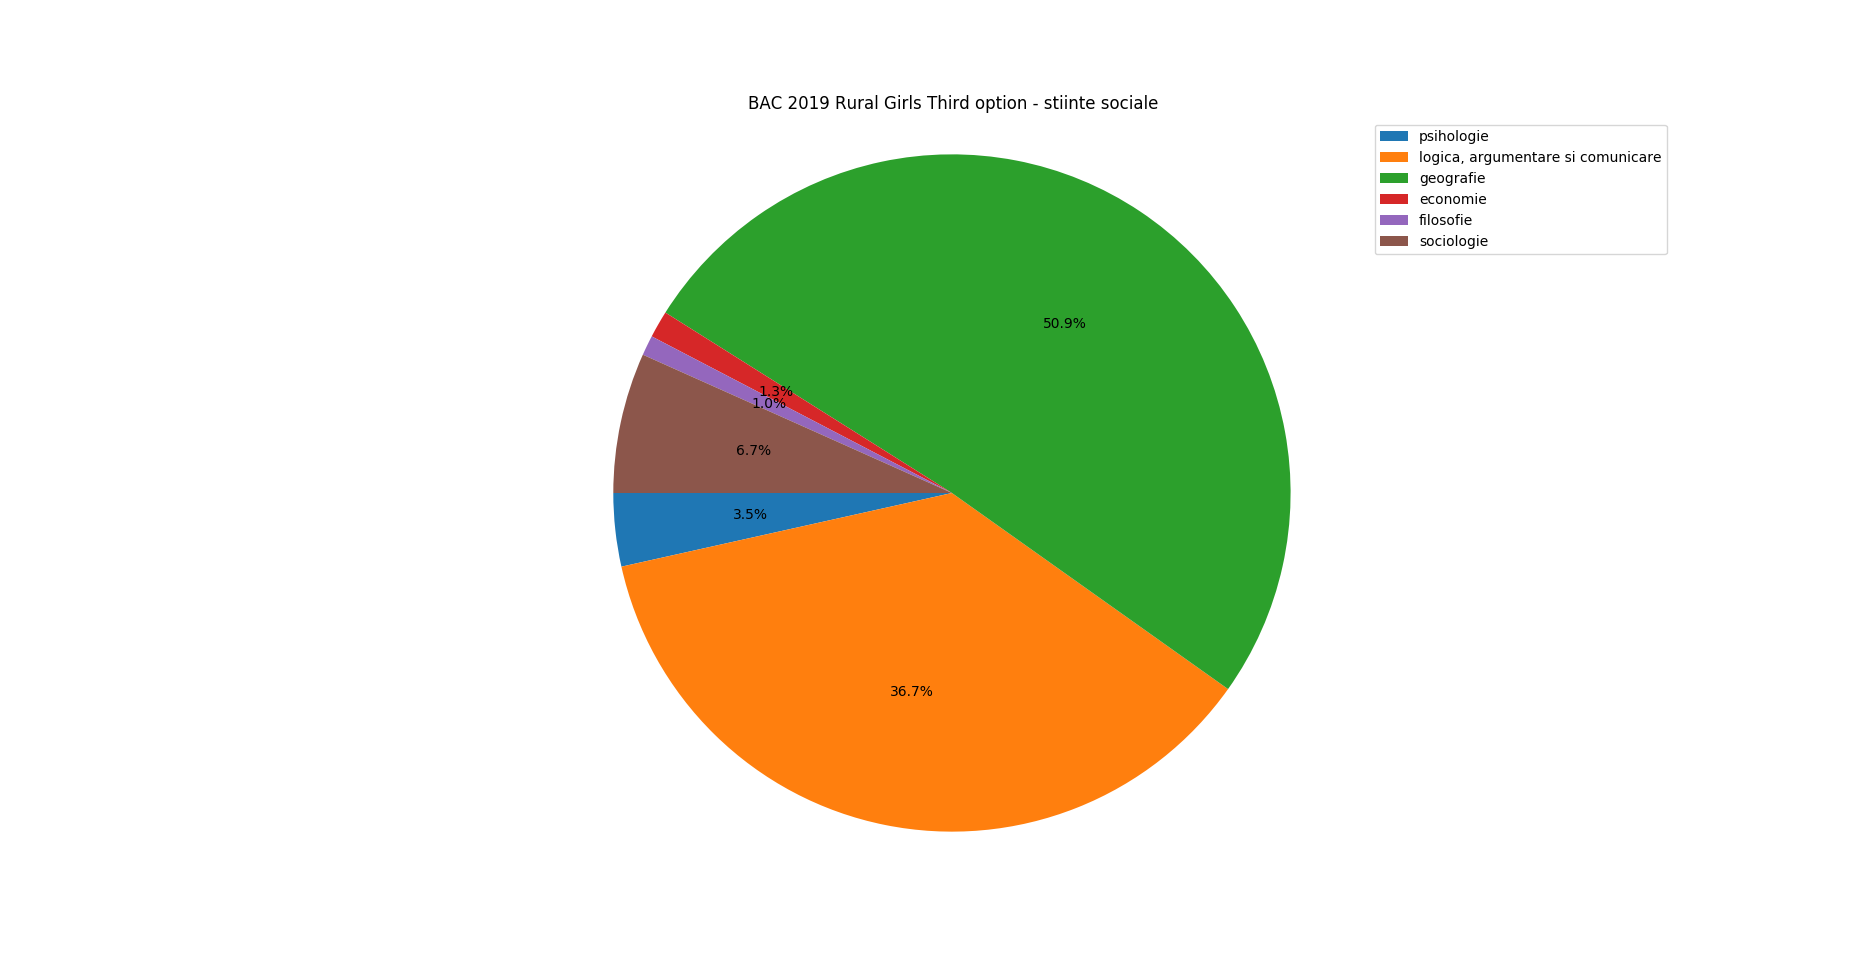 BAC 2019 Rural Girls Third option - stiinte sociale
psihologie
logica, argumentare si comunicare
geografie
economie
filosofie
sociologie
50.9%
1.3%
1.0%
6.7%
3.5%
36.7%